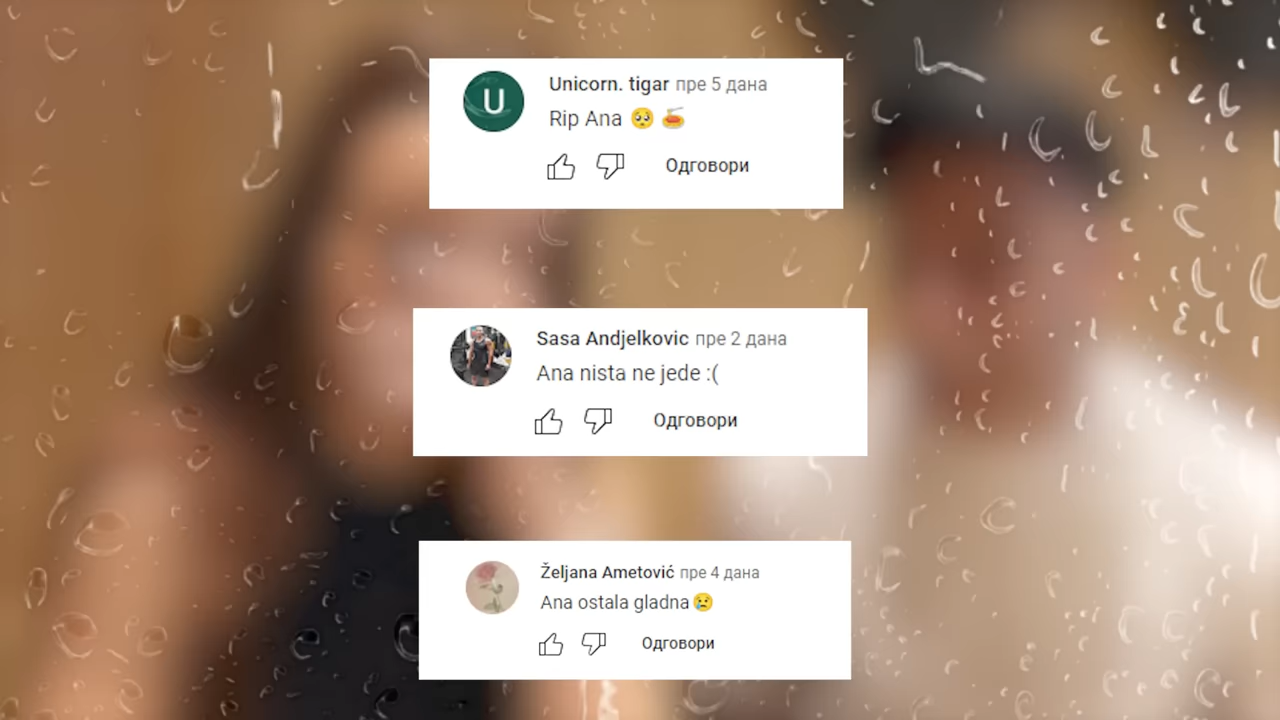 U
Unicorn. tigar пре 5 дана
Rip Ana 🥺 🍝
Одговори
Sasa Andjelkovic пре 2 дана
Ana nista ne jede :(
Одговори
Željana Ametović пре 4 дана
Ana ostala gladna😢
Одговори